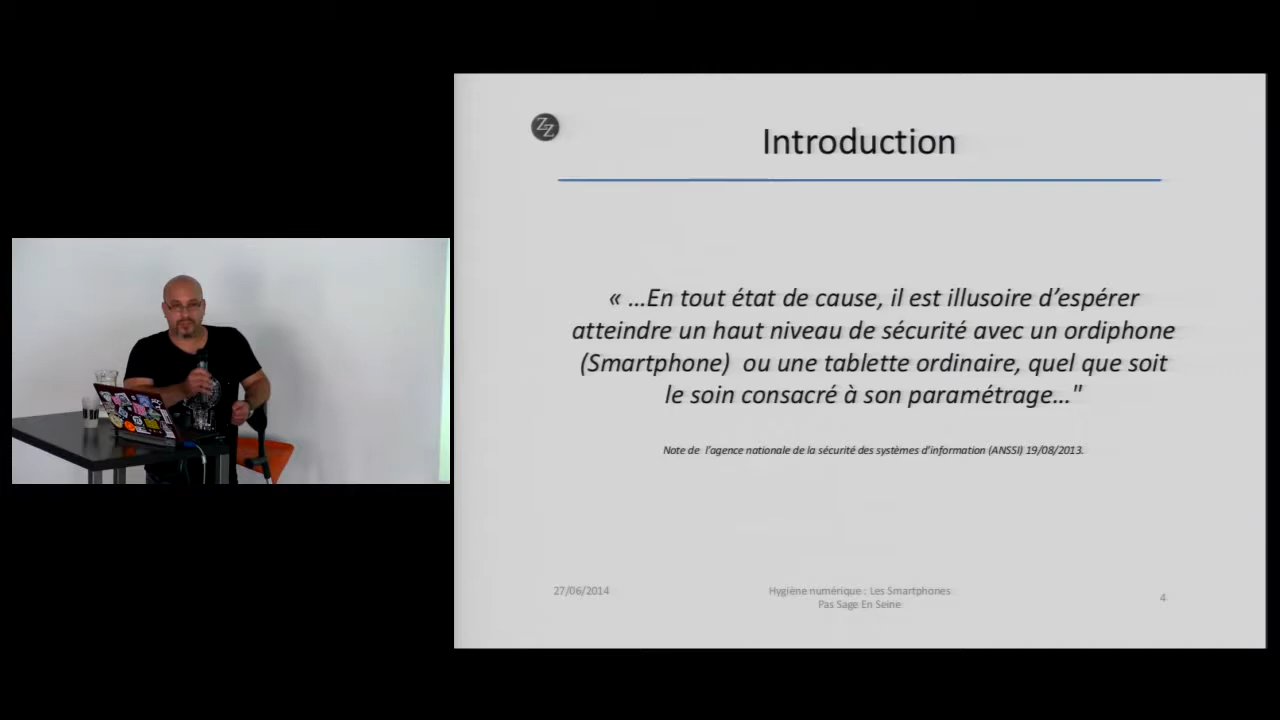 ZZ
Introduction
« …En tout état de cause, il est illusoire d’espérer
atteindre un haut niveau de sécurité avec un ordiphone
(Smartphone) ou une tablette ordinaire, quel que soit
le soin consacré à son paramétrage…"
Note de l’agence nationale de la sécurité des systèmes d’information (ANSSI) 19/08/2013.
27/06/2014
Hygiène numérique : Les Smartphones
Pas Sage En Seine
4